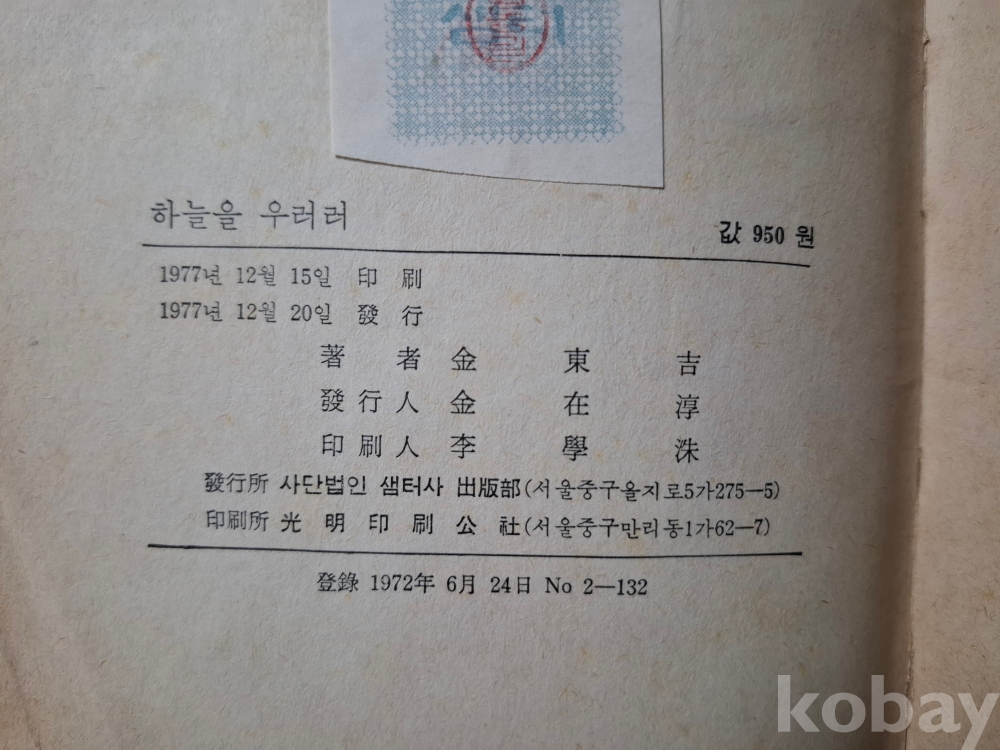 하늘을 우러러
값 950 원
1977년 12월 15일 印 刷
1977년 12월 20일 發 行
著 者 金 東 吉
發行人 金 在 淳
印刷人 李 學 洙
發行所 사단법인 샘터사 出版部(서울중구을지로5가275—5)
印刷所 光 明 印 刷 公 社(서울중구만리동1가62—7)
登錄 1972年 6月 24日 No 2—132
kobay